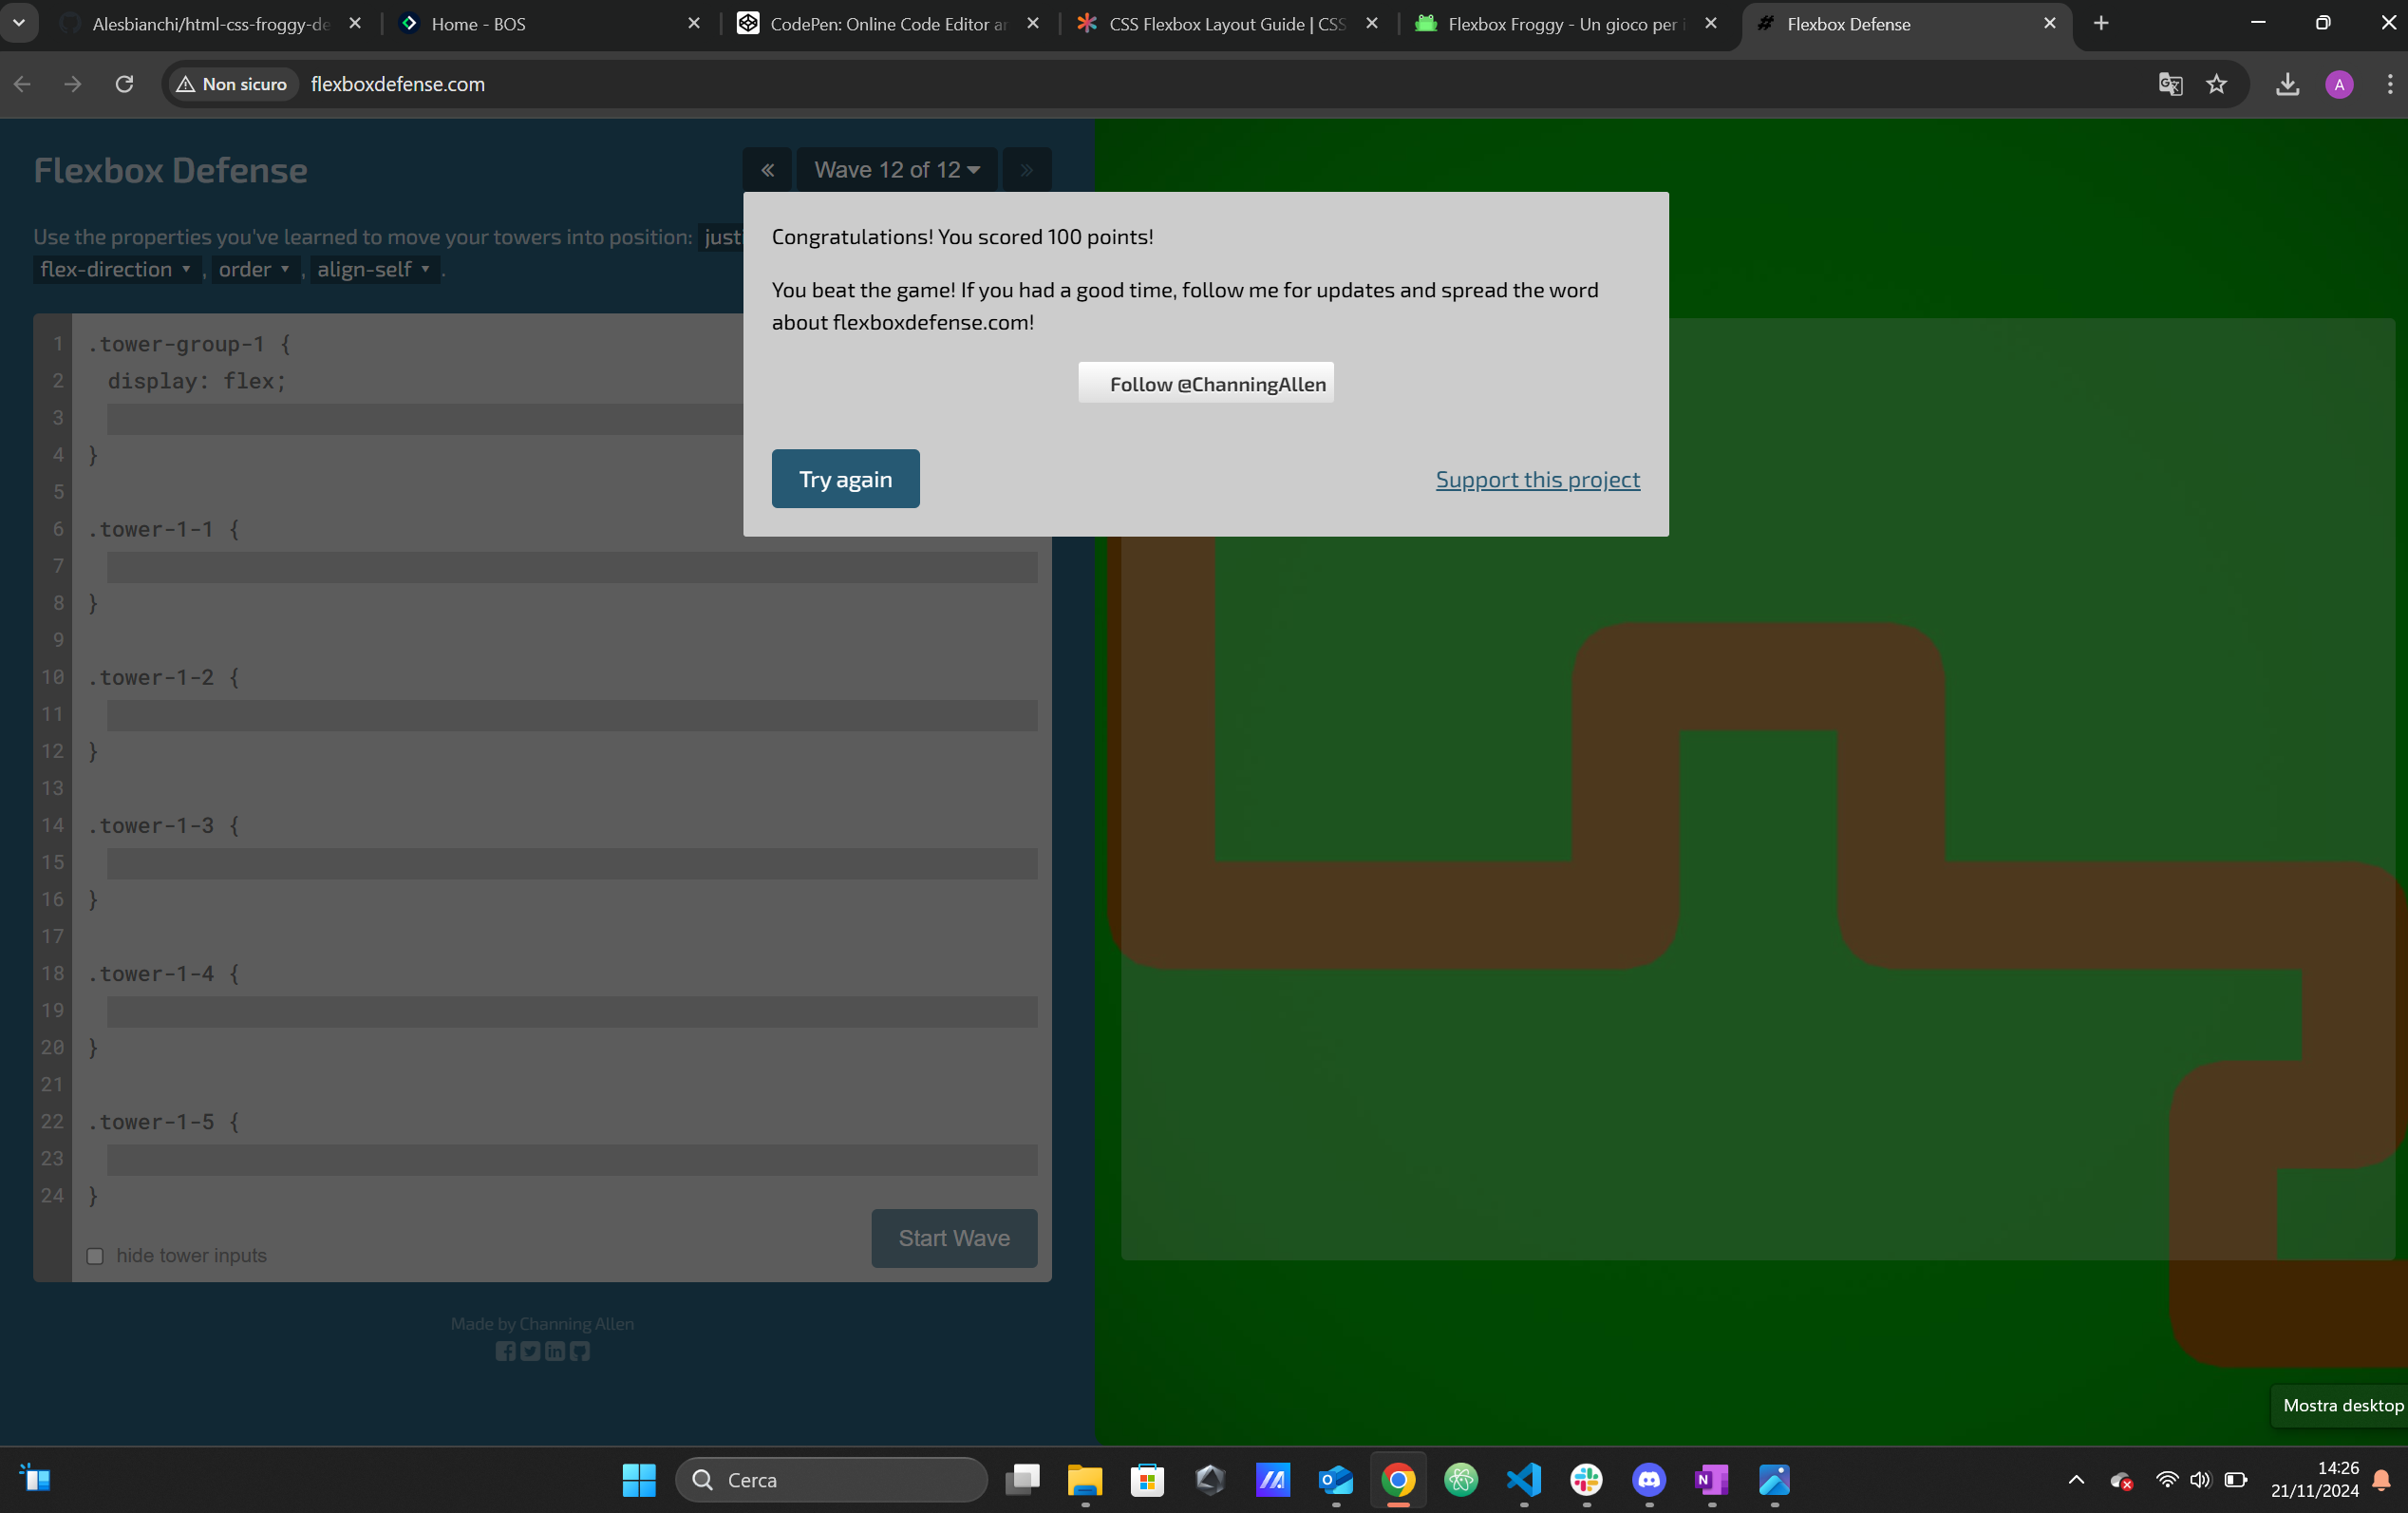 Alesbianchi/html-css-froggy-de
Home - BOS
CodePen: Online Code Editor ar
CSS Flexbox Layout Guide | CSS
Flexbox Froggy - Un gioco per i
Flexbox Defense
Non sicuro
flexboxdefense.com
A
Flexbox Defense
«
Wave 12 of 12
»
Use the properties you've learned to move your towers into position: justi
flex-direction ▾ , order ▾ , align-self ▾ .
Congratulations! You scored 100 points!
You beat the game! If you had a good time, follow me for updates and spread the word
about flexboxdefense.com!
Follow @ChanningAllen
Try again
Support this project
1 .tower-group-1 {
2 display: flex;
3
4 }
5
6 .tower-1-1 {
7
8 }
9
10 .tower-1-2 {
11
12 }
13
14 .tower-1-3 {
15
16 }
17
18 .tower-1-4 {
19
20 }
21
22 .tower-1-5 {
23
24 }
hide tower inputs
Start Wave
Made by Channing Allen
Mostra desktop
Cerca
14:26
21/11/2024